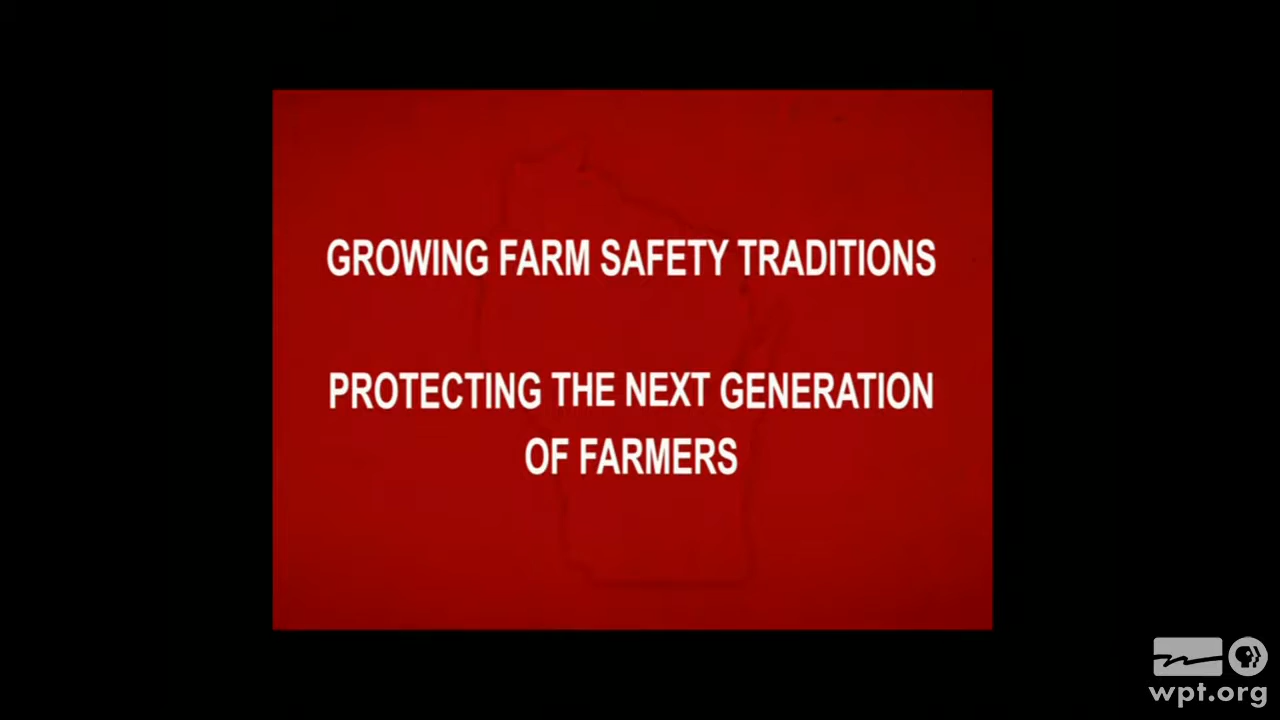 GROWING FARM SAFETY TRADITIONS
PROTECTING THE NEXT GENERATION
OF FARMERS
wpt.org